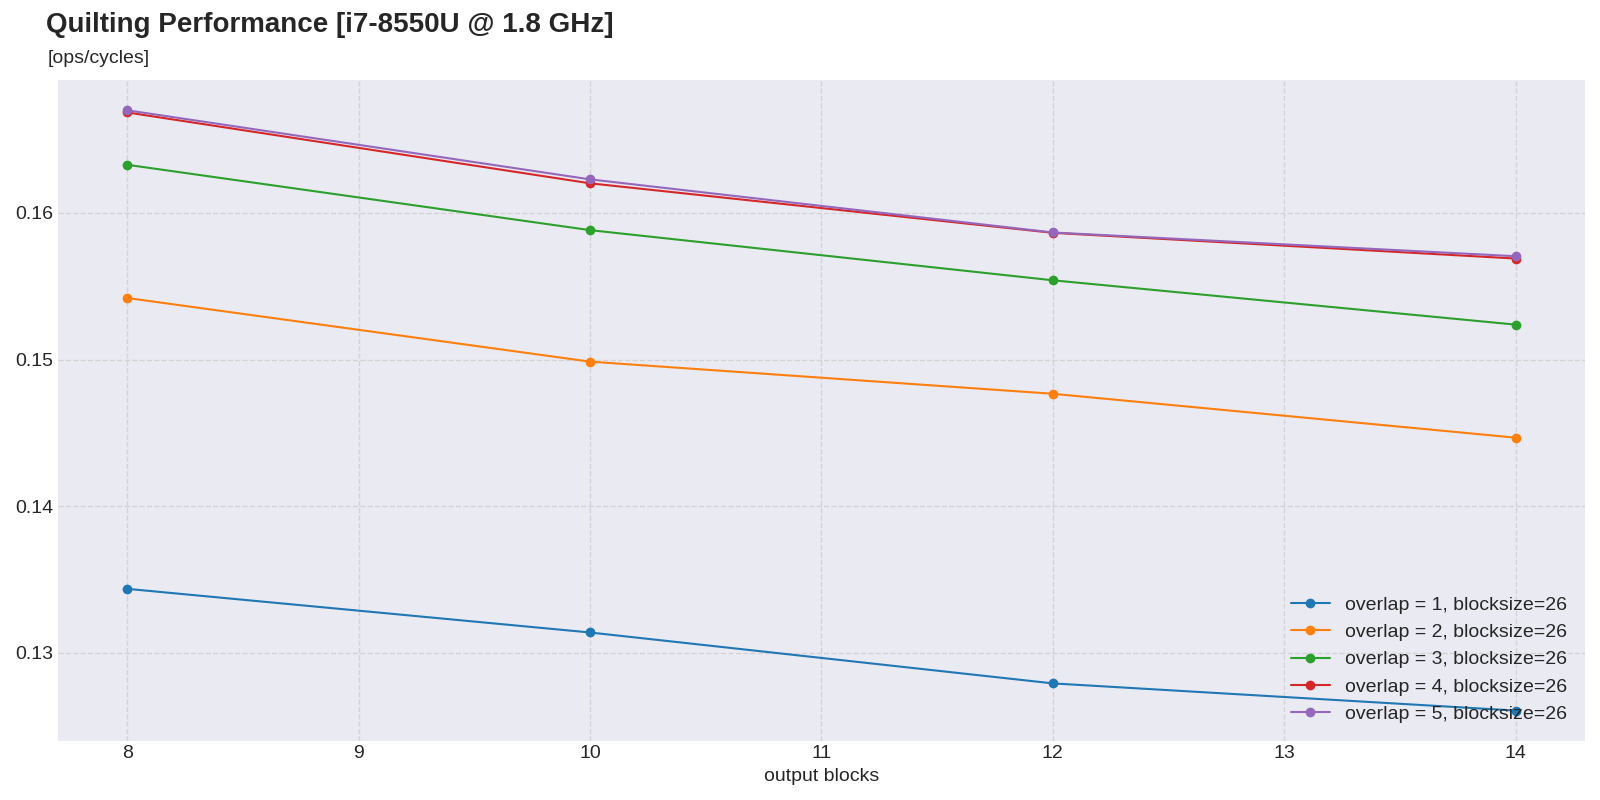 Quilting Performance [i7-8550U @ 1.8 GHz]
[ops/cycles]
0.16
0.15
0.14
0.13
overlap = 1, blocksize=26
overlap = 2, blocksize=26
overlap = 3, blocksize=26
overlap = 4, blocksize=26
overlap = 5, blocksize=26
8 9 10 11 12 13 14
output blocks